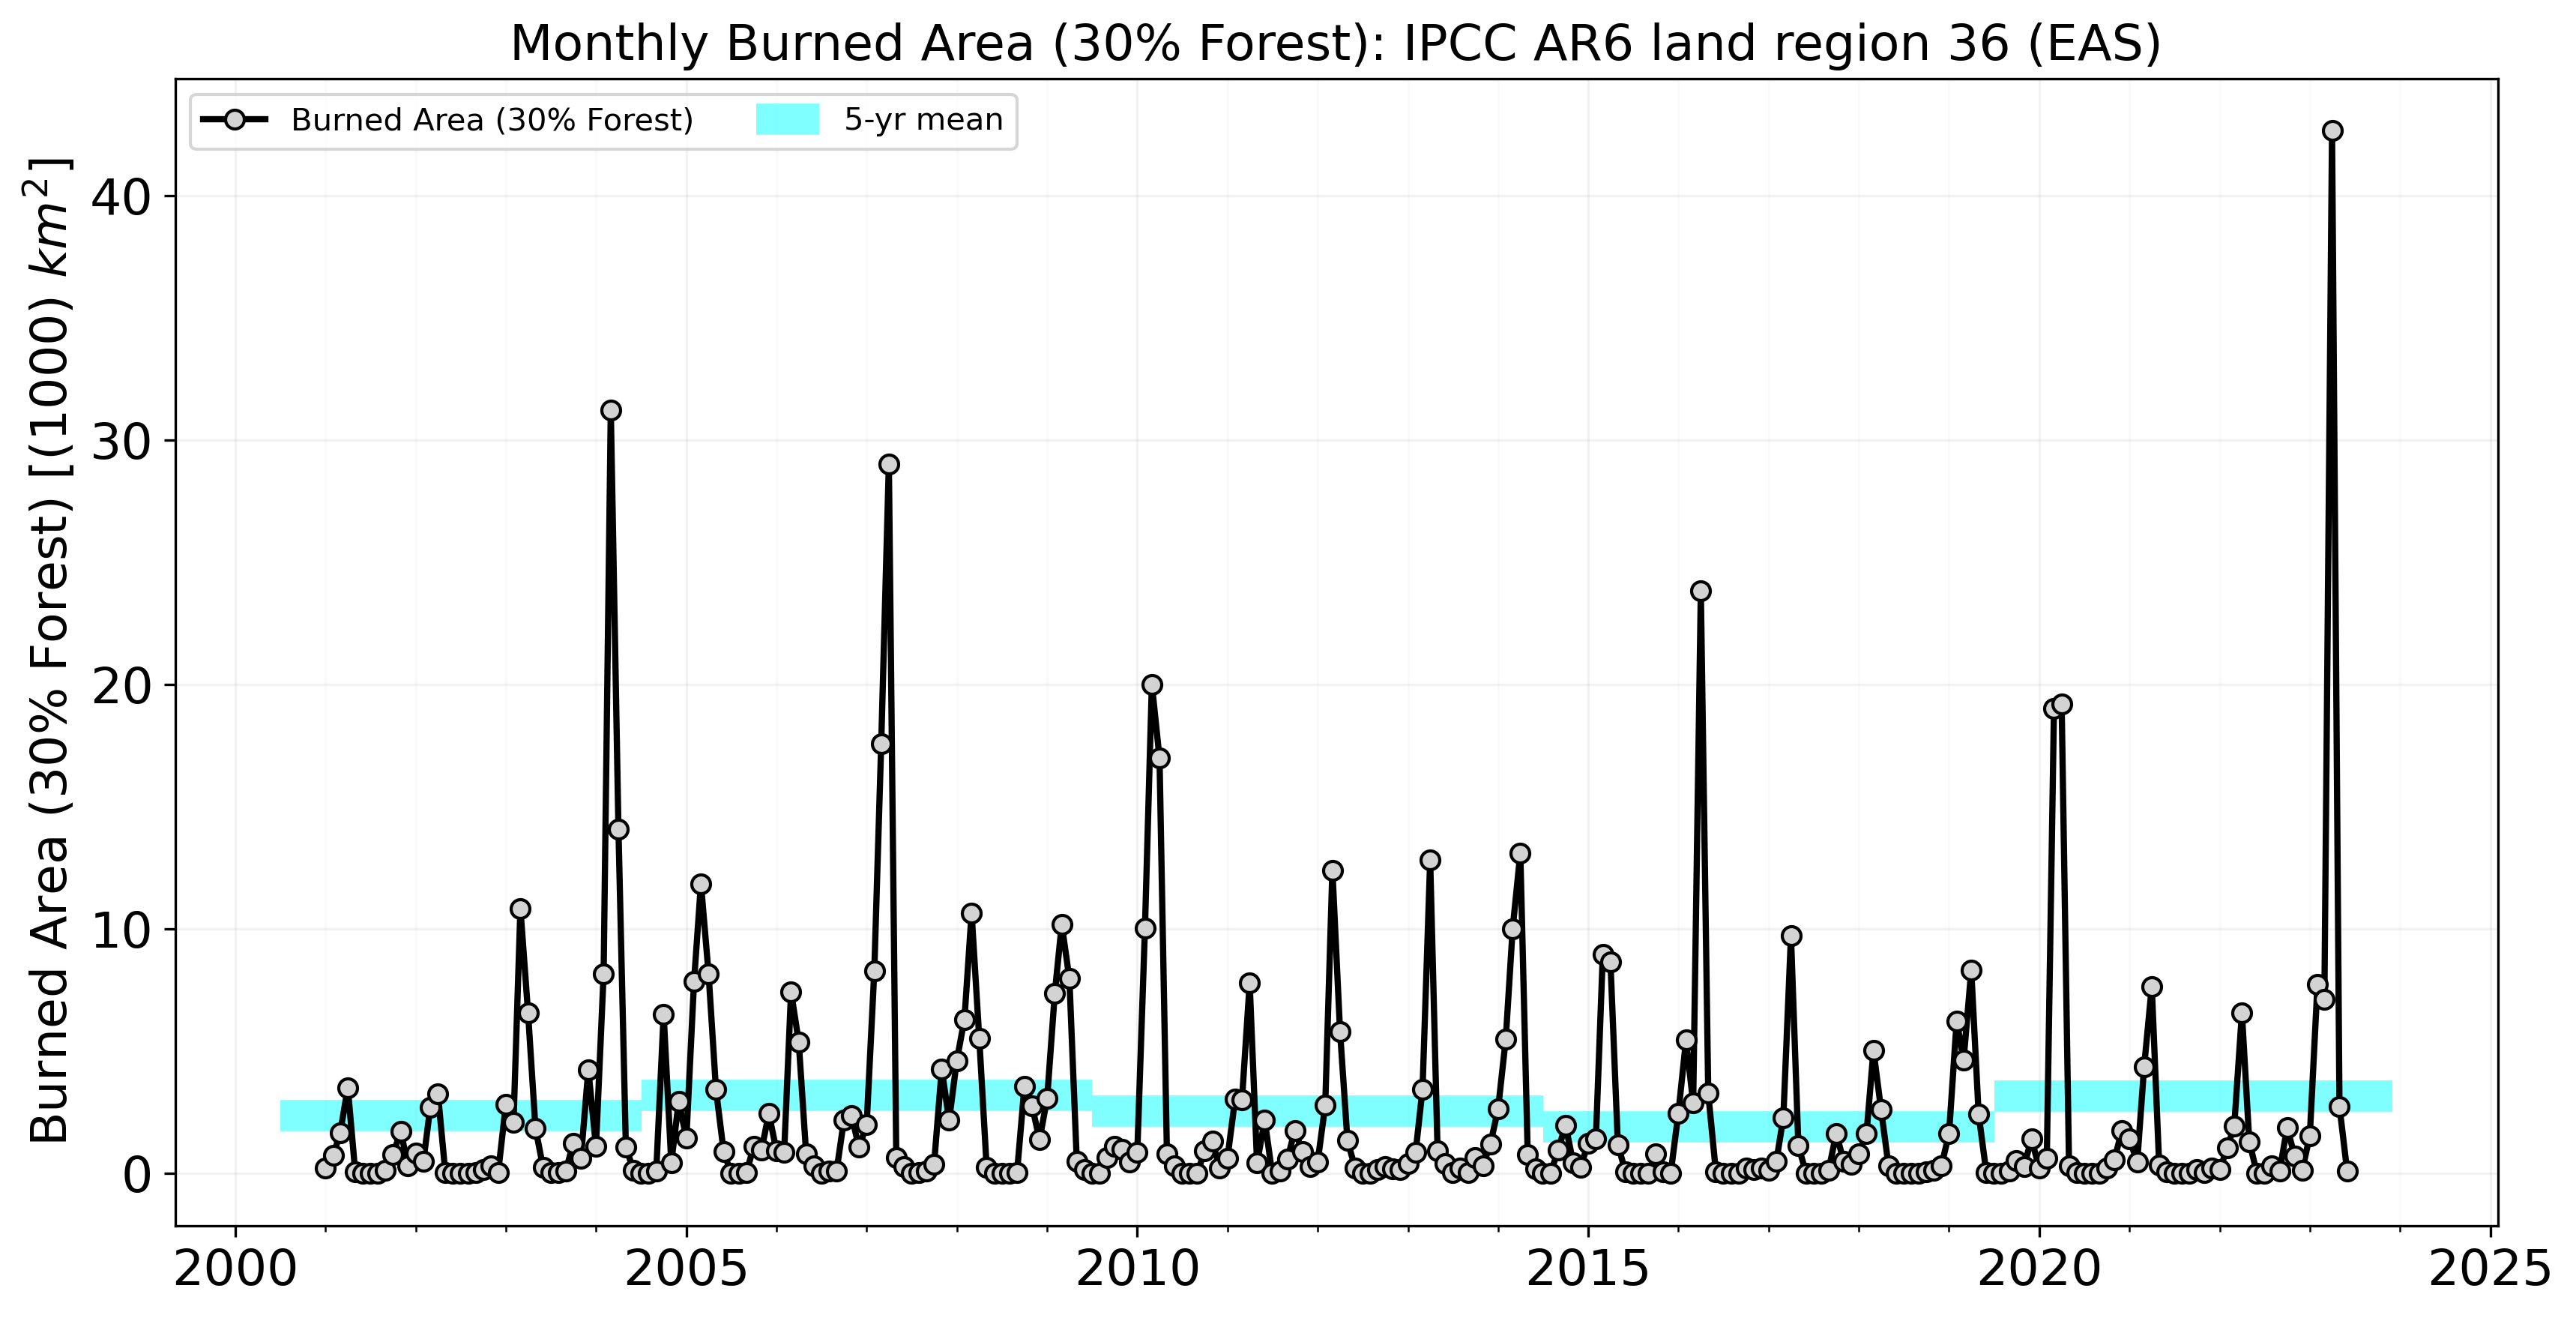 Monthly Burned Area (30% Forest): IPCC AR6 land region 36 (EAS)
Burned Area (30% Forest)
5-yr mean
Burned Area (30% Forest) [(1000) km²]
40
30
20
10
0
2000
2005
2010
2015
2020
2025